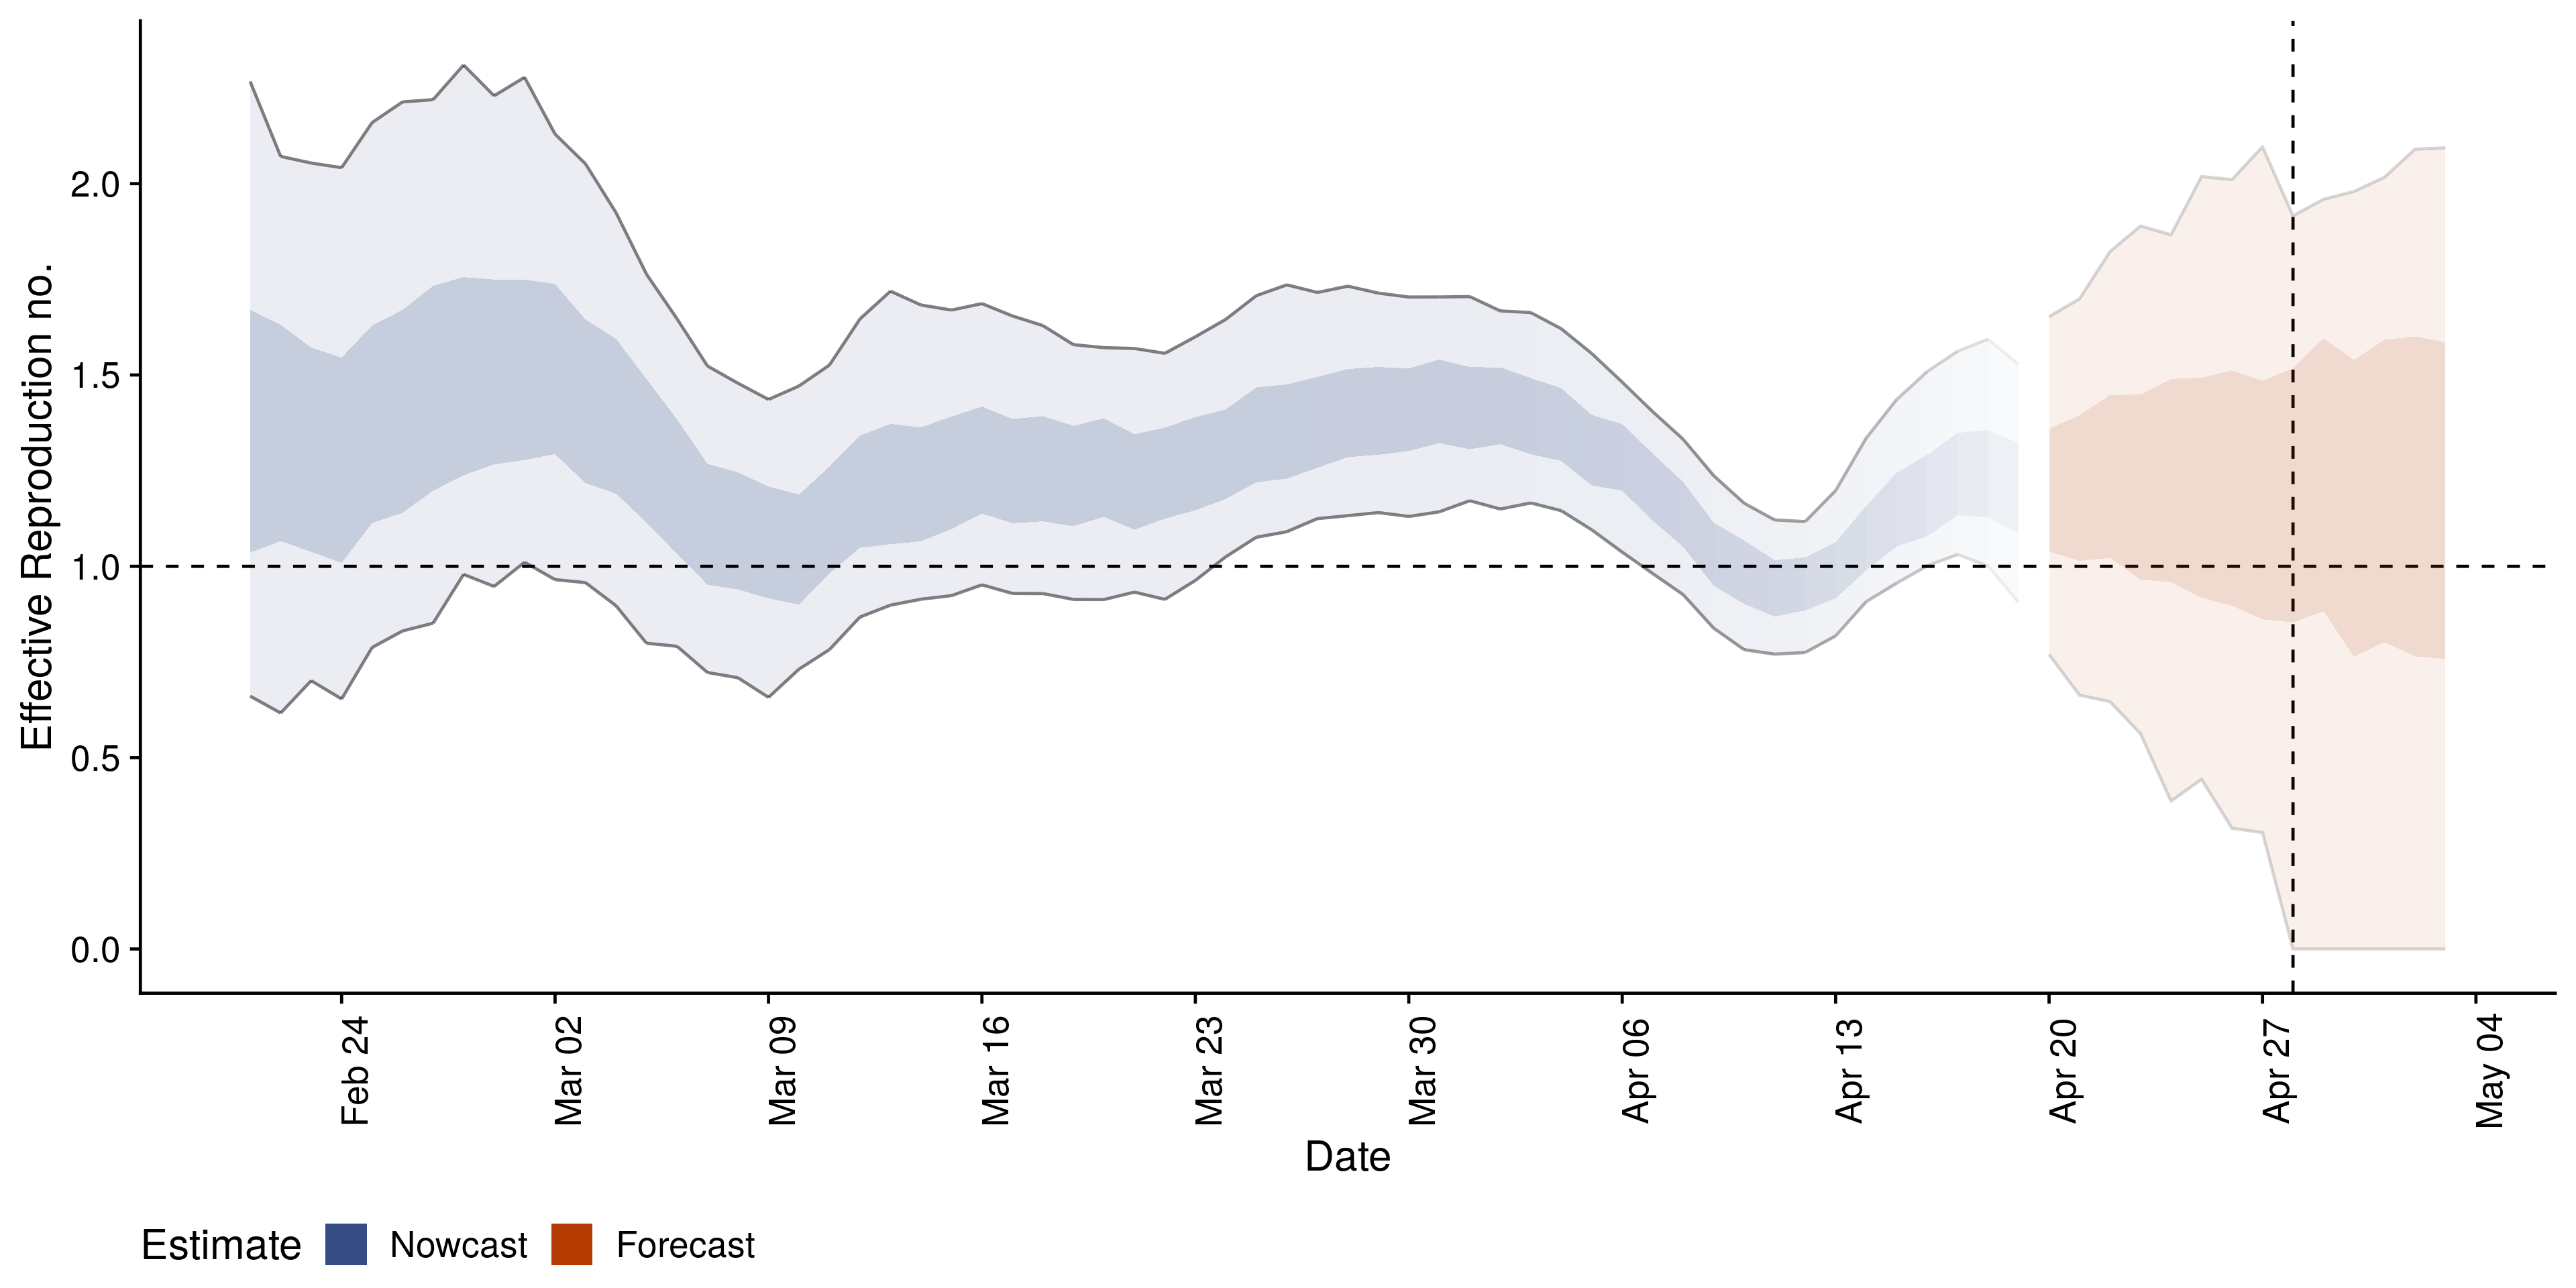 Effective Reproduction no.
2.0
1.5
1.0
0.5
0.0
Feb 24
Mar 02
Mar 09
Mar 16
Mar 23
Mar 30
Apr 06
Apr 13
Apr 20
Apr 27
May 04
Date
Estimate Nowcast Forecast